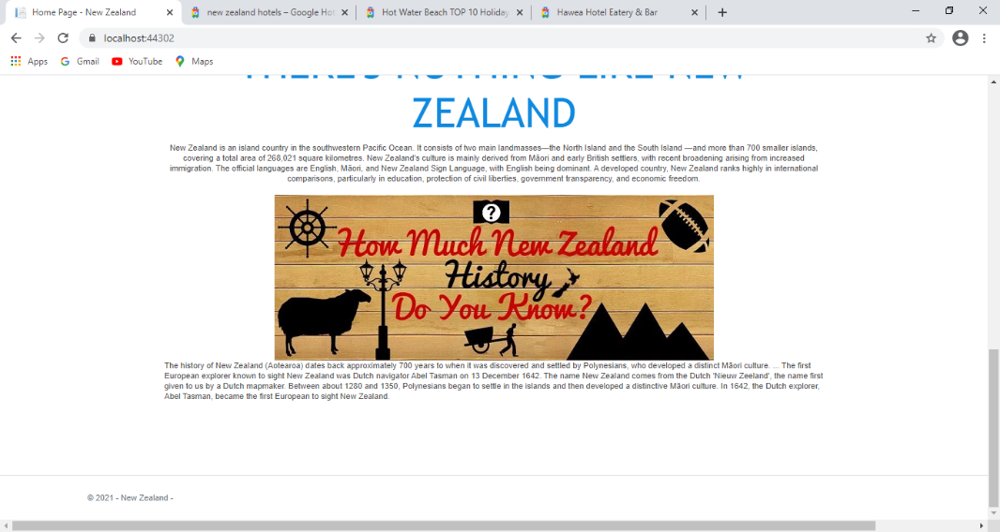 Home Page - New Zealand
new zealand hotels – Google Hot
Hot Water Beach TOP 10 Holiday
Hawea Hotel Eatery & Bar
localhost:44302
Apps
Gmail
YouTube
Maps
THERE'S NOTHING LIKE NEW
ZEALAND
New Zealand is an island country in the southwestern Pacific Ocean. It consists of two main landmasses—the North Island and the South Island —and more than 700 smaller islands,
covering a total area of 268,021 square kilometres. New Zealand's culture is mainly derived from Māori and early British settlers, with recent broadening arising from increased
immigration. The official languages are English, Māori, and New Zealand Sign Language, with English being dominant. A developed country, New Zealand ranks highly in international
comparisons, particularly in education, protection of civil liberties, government transparency, and economic freedom.
?
How Much New Zealand
History
Do You Know?
The history of New Zealand (Aotearoa) dates back approximately 700 years to when it was discovered and settled by Polynesians, who developed a distinct Māori culture. ... The first
European explorer known to sight New Zealand was Dutch navigator Abel Tasman on 13 December 1642. The name New Zealand comes from the Dutch 'Nieuw Zeeland', the name first
given to us by a Dutch mapmaker. Between about 1280 and 1350, Polynesians began to settle in the islands and then developed a distinctive Māori culture. In 1642, the Dutch explorer,
Abel Tasman, became the first European to sight New Zealand.
© 2021 - New Zealand -